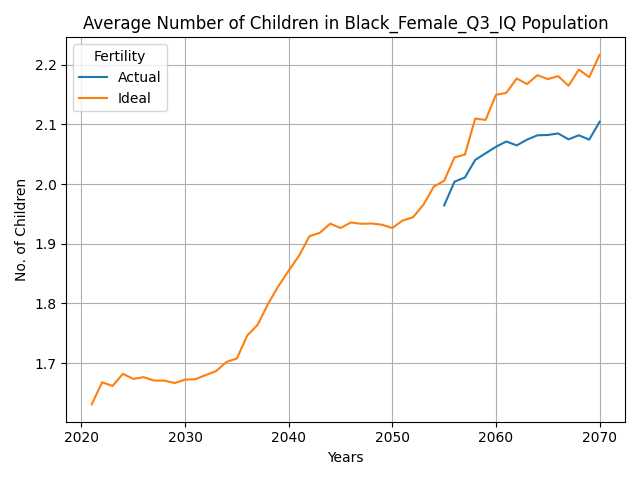 Average Number of Children in Black_Female_Q3_IQ Population
Fertility
Actual
Ideal
No. of Children
2.2
2.1
2.0
1.9
1.8
1.7
2020 2030 2040 2050 2060 2070
Years